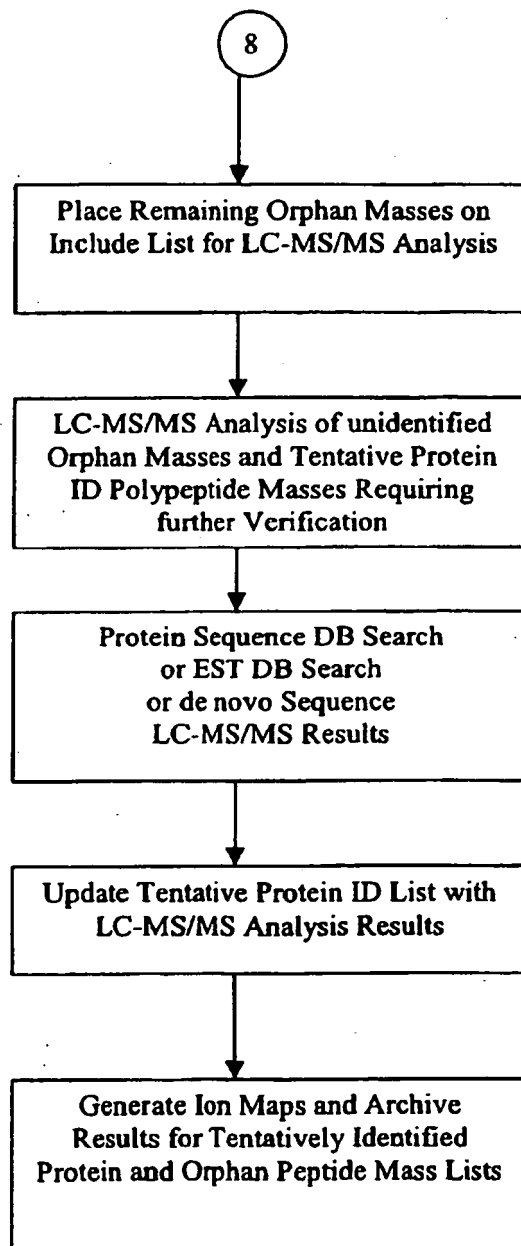 8
Place Remaining Orphan Masses on
Include List for LC-MS/MS Analysis
LC-MS/MS Analysis of unidentified
Orphan Masses and Tentative Protein
ID Polypeptide Masses Requiring
further Verification
Protein Sequence DB Search
or EST DB Search
or de novo Sequence
LC-MS/MS Results
Update Tentative Protein ID List with
LC-MS/MS Analysis Results
Generate Ion Maps and Archive
Results for Tentatively Identified
Protein and Orphan Peptide Mass Lists